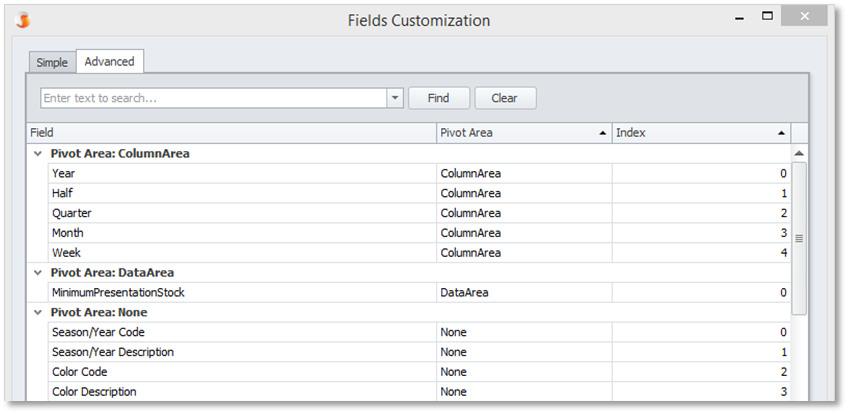 Fields Customization
Simple Advanced
Enter text to search... Find Clear
Field Pivot Area Index
Pivot Area: ColumnArea
Year ColumnArea 0
Half ColumnArea 1
Quarter ColumnArea 2
Month ColumnArea 3
Week ColumnArea 4
Pivot Area: DataArea
MinimumPresentationStock DataArea 0
Pivot Area: None
Season/Year Code None 0
Season/Year Description None 1
Color Code None 2
Color Description None 3